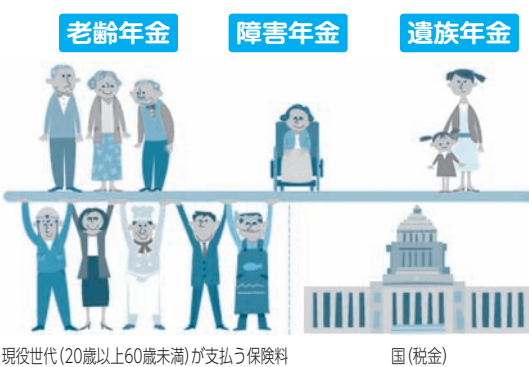 老齢年金
障害年金
遺族年金
現役世代(20歳以上60歳未満)が支払う保険料
国(税金)